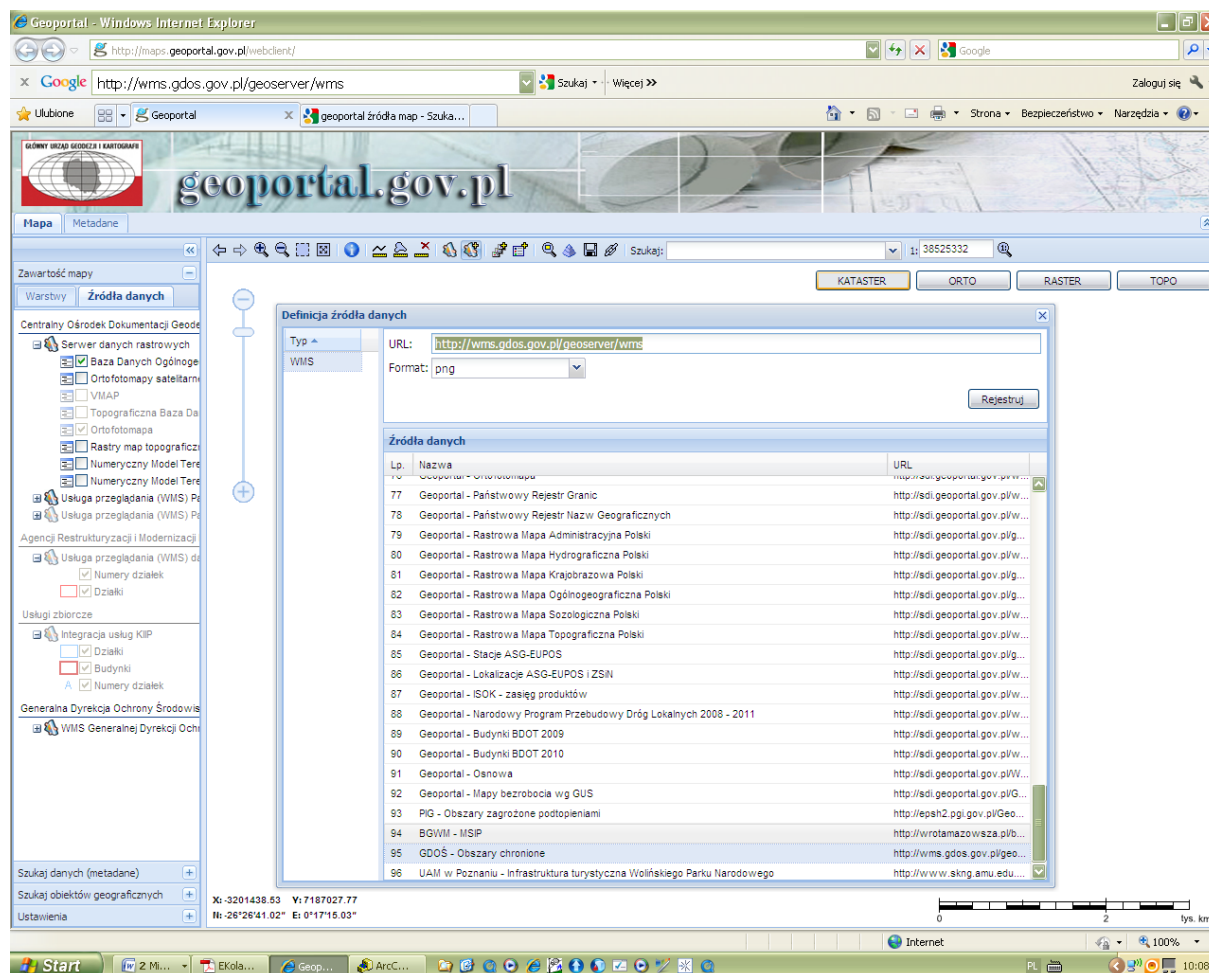 Geoportal - Windows Internet Explorer
http://maps.geoportal.gov.pl/webclient/
Google
x Google http://wms.gdos.gov.pl/geoserver/wms Szukaj Więcej >> Zaloguj się
Ulubione Geoportal x geoportal źródła map - Szuka... Strona Bezpieczeństwo Narzędzia
GŁÓWNY URZĄD GEODEZJI I KARTOGRAFII
geoportal.gov.pl
Mapa Metadane
Szukaj: 1: 38525332
Zawartość mapy
KATASTER ORTO RASTER TOPO
Warstwy Źródła danych
Centralny Ośrodek Dokumentacji Geode
Serwer danych rastrowych
Baza Danych Ogólnoge
Ortofotomapy satelitarn
VMAP
Topograficzna Baza Da
Ortofotomapa
Rastry map topograficz
Numeryczny Model Tere
Numeryczny Model Tere
Usługa przeglądania (WMS) Pa
Usługa przeglądania (WMS) Pa
Agencji Restrukturyzacji i Modernizacji
Usługa przeglądania (WMS) da
Numery działek
Działki
Usługi zbiorcze
Integracja usług KIIP
Działki
Budynki
A Numery działek
Generalna Dyrekcja Ochrony Środowis
WMS Generalnej Dyrekcji Ochr
Szukaj danych (metadane)
Szukaj obiektów geograficznych
Ustawienia
Definicja źródła danych
Typ
WMS
URL: http://wms.gdos.gov.pl/geoserver/wms
Format: png
Rejestruj
Źródła danych
Lp. Nazwa URL
76 Geoportal - Ortofotomapa http://sdi.geoportal.gov.pl/w...
77 Geoportal - Państwowy Rejestr Granic http://sdi.geoportal.gov.pl/w...
78 Geoportal - Państwowy Rejestr Nazw Geograficznych http://sdi.geoportal.gov.pl/w...
79 Geoportal - Rastrowa Mapa Administracyjna Polski http://sdi.geoportal.gov.pl/g...
80 Geoportal - Rastrowa Mapa Hydrograficzna Polski http://sdi.geoportal.gov.pl/w...
81 Geoportal - Rastrowa Mapa Krajobrazowa Polski http://sdi.geoportal.gov.pl/g...
82 Geoportal - Rastrowa Mapa Ogólnogeograficzna Polski http://sdi.geoportal.gov.pl/g...
83 Geoportal - Rastrowa Mapa Sozologiczna Polski http://sdi.geoportal.gov.pl/w...
84 Geoportal - Rastrowa Mapa Topograficzna Polski http://sdi.geoportal.gov.pl/w...
85 Geoportal - Stacje ASG-EUPOS http://sdi.geoportal.gov.pl/g...
86 Geoportal - Lokalizacje ASG-EUPOS i ZSiN http://sdi.geoportal.gov.pl/w...
87 Geoportal - ISOK - zasięg produktów http://sdi.geoportal.gov.pl/w...
88 Geoportal - Narodowy Program Przebudowy Dróg Lokalnych 2008 - 2011 http://sdi.geoportal.gov.pl/w...
89 Geoportal - Budynki BDOT 2009 http://sdi.geoportal.gov.pl/w...
90 Geoportal - Budynki BDOT 2010 http://sdi.geoportal.gov.pl/w...
91 Geoportal - Osnowa http://sdi.geoportal.gov.pl/W...
92 Geoportal - Mapy bezrobocia wg GUS http://sdi.geoportal.gov.pl/G...
93 PIG - Obszary zagrożone podtopieniami http://epsh2.pgi.gov.pl/Geo...
94 BGWM - MSIP http://wrotamazowsza.pl/b...
95 GDOŚ - Obszary chronione http://wms.gdos.gov.pl/geo...
96 UAM w Poznaniu - Infrastruktura turystyczna Wolińskiego Parku Narodowego http://www.skng.amu.edu....
X: -3201438.53 Y: 7187027.77
N: -26°26'41.02" E: 0°17'15.03"
0 2 tys. km
Internet 100%
Start 2 Mi... EKola... Geop... ArcC... PL 10:08